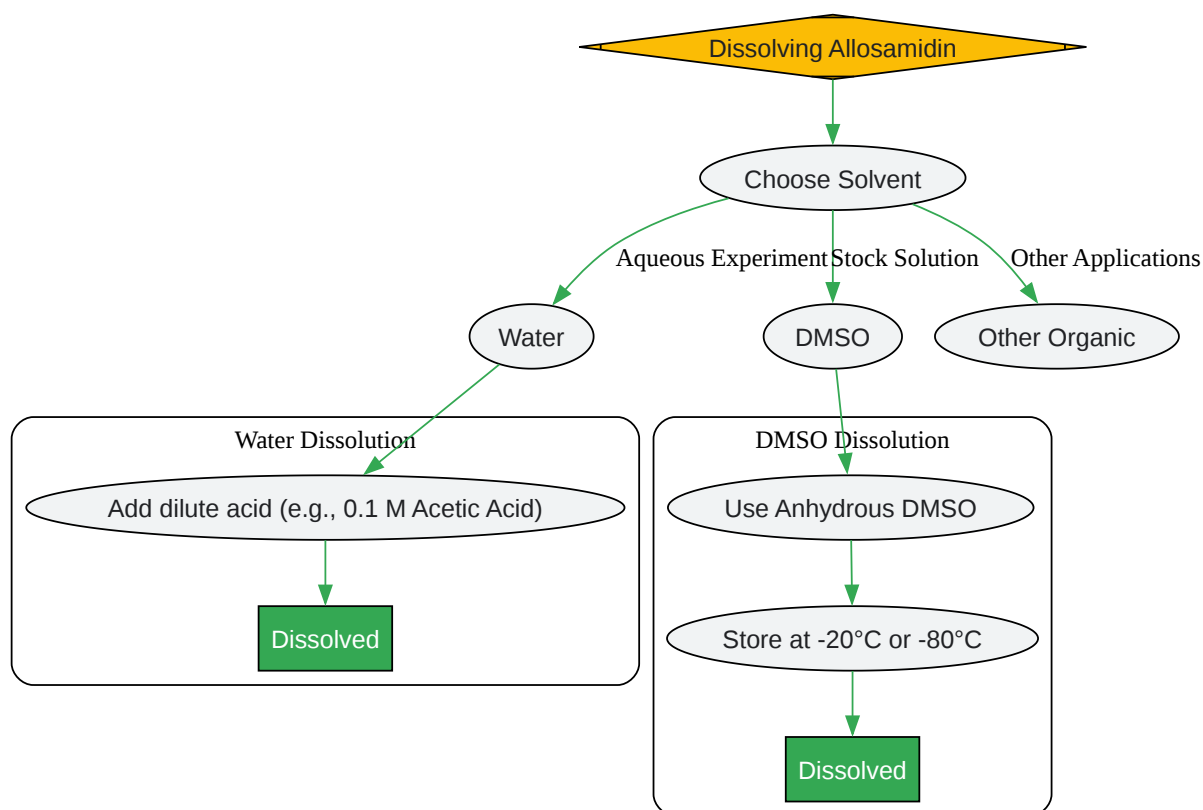 Dissolving Allosamidin
Choose Solvent
Aqueous Experiment
Stock Solution
Other Applications
Water
DMSO
Other Organic
Water Dissolution
DMSO Dissolution
Add dilute acid (e.g., 0.1 M Acetic Acid)
Use Anhydrous DMSO
Dissolved
Store at -20°C or -80°C
Dissolved